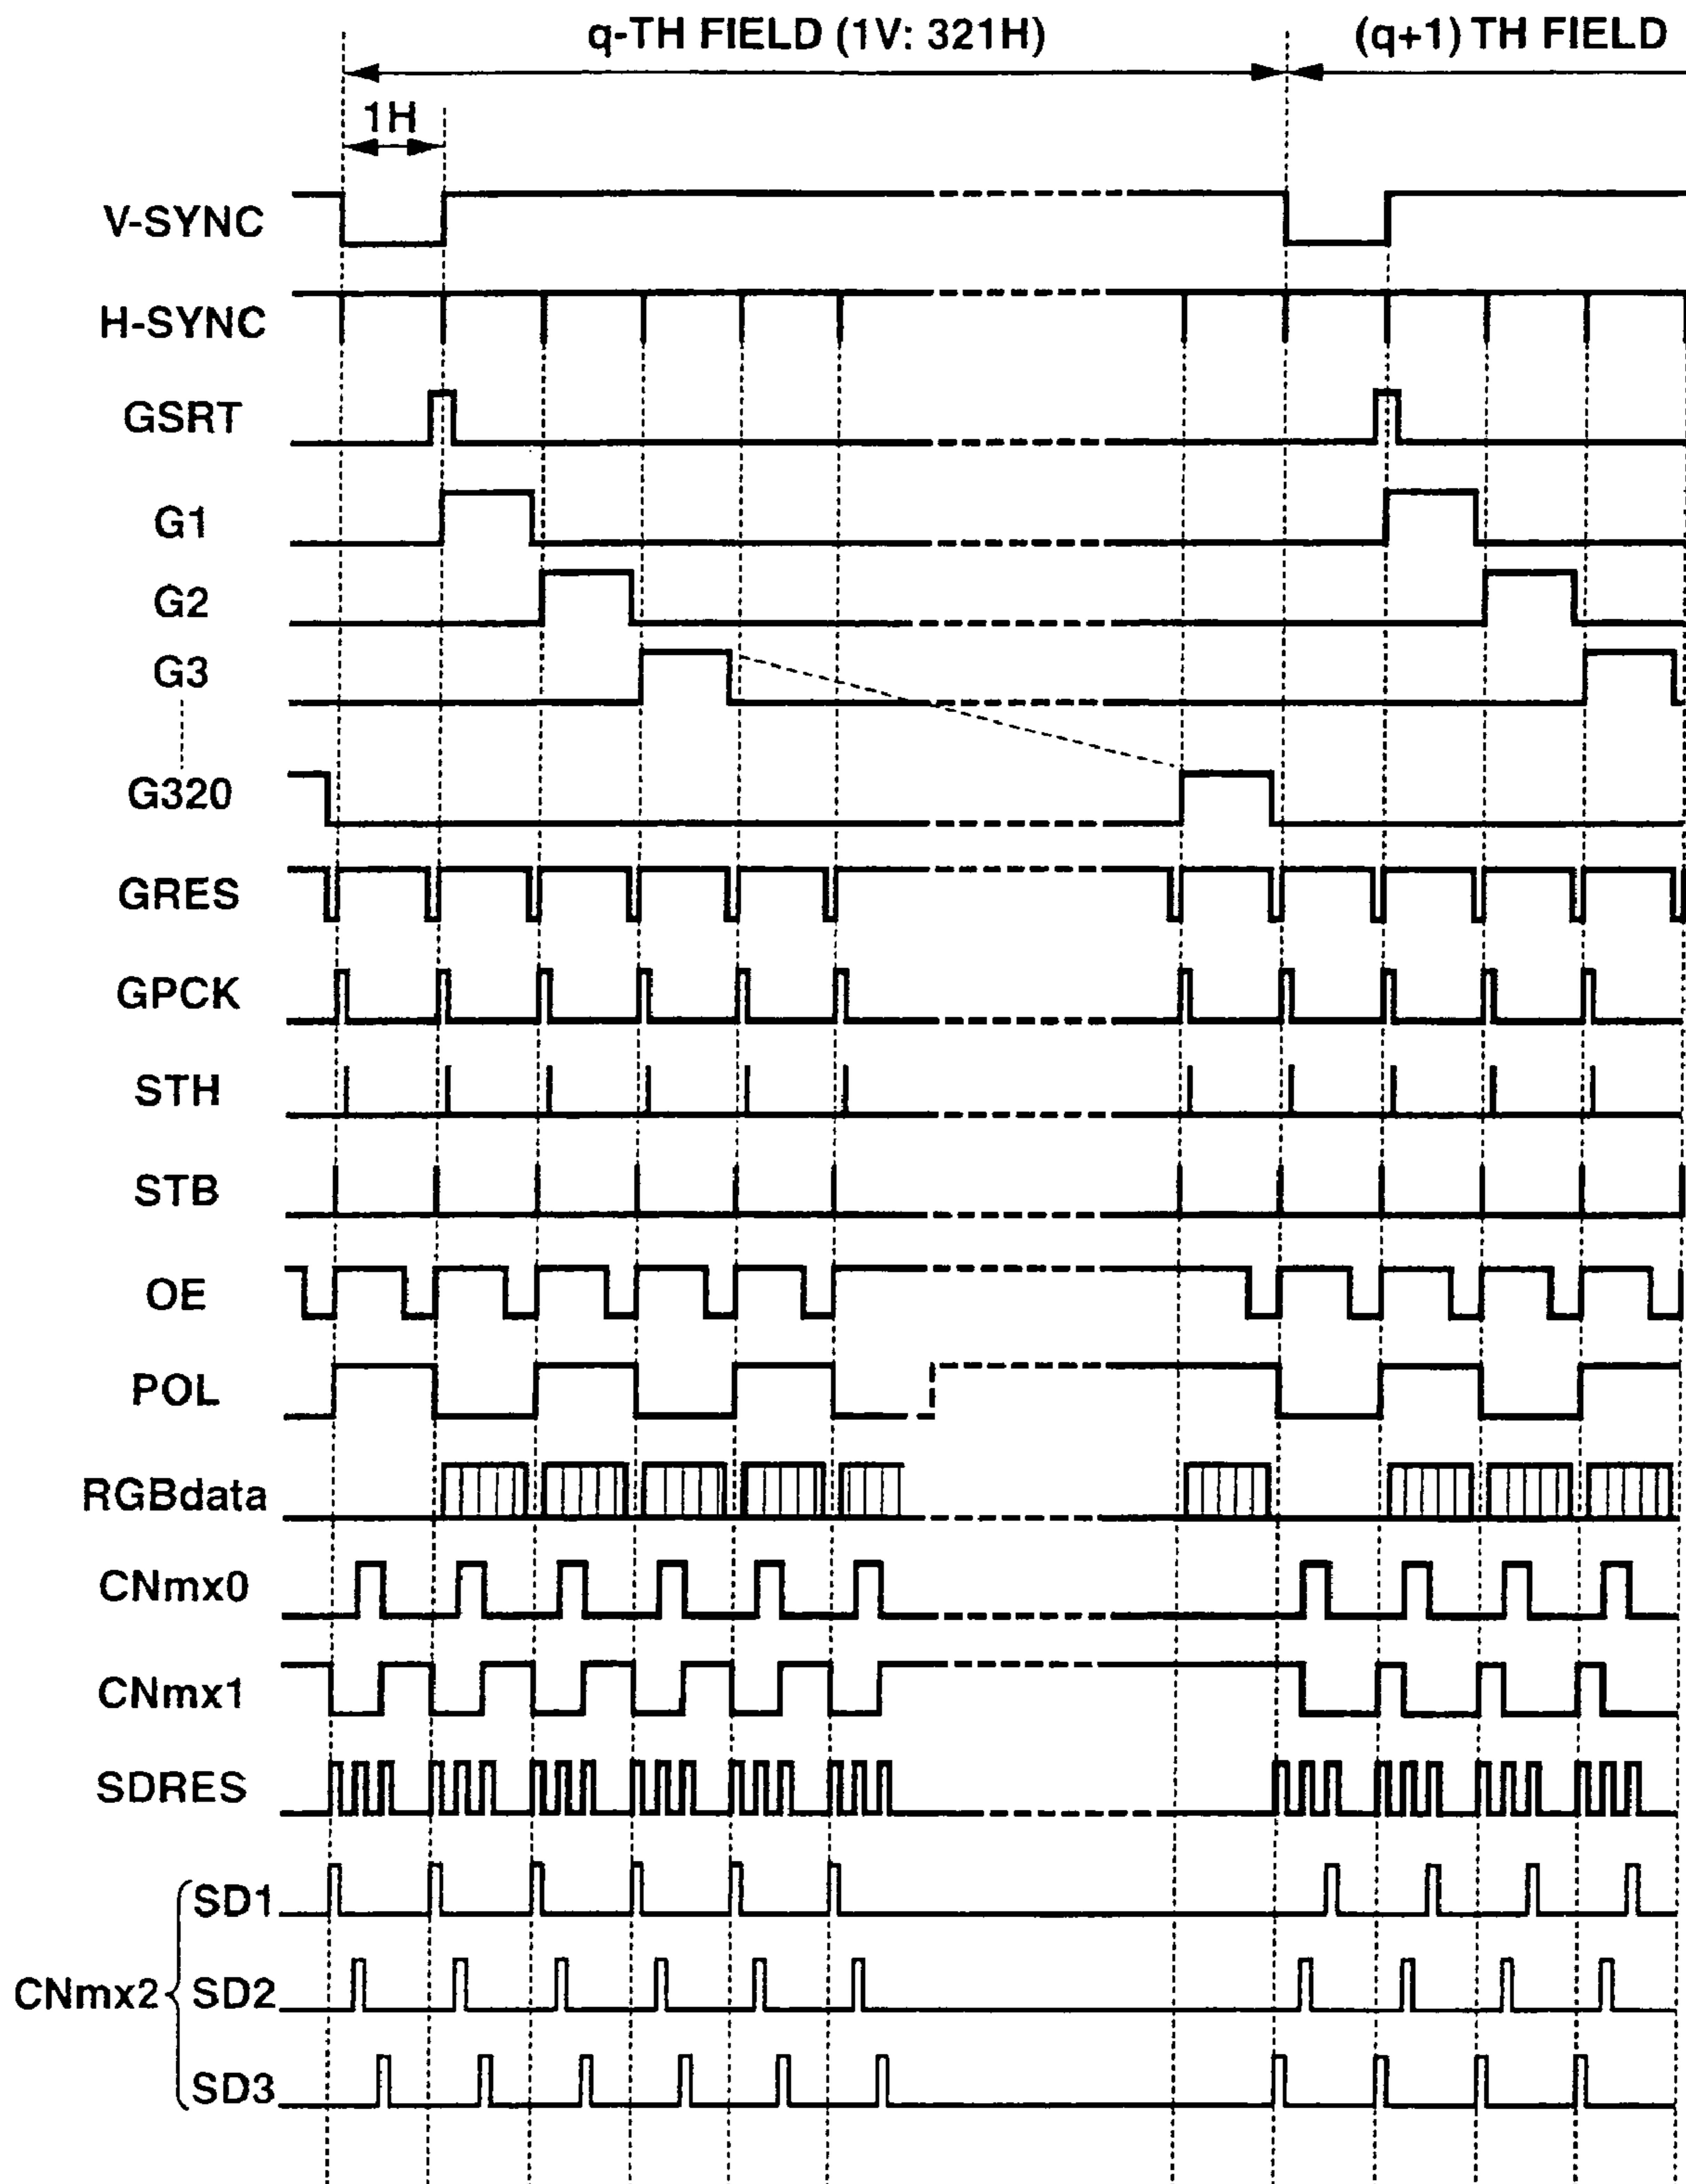 q-TH FIELD (1V: 321H) (q+1) TH FIELD
1H
V-SYNC
H-SYNC
GSRT
G1
G2
G3
G320
GRES
GPCK
STH
STB
OE
POL
RGBdata
CNmx0
CNmx1
SDRES
SD1
CNmx2 SD2
SD3